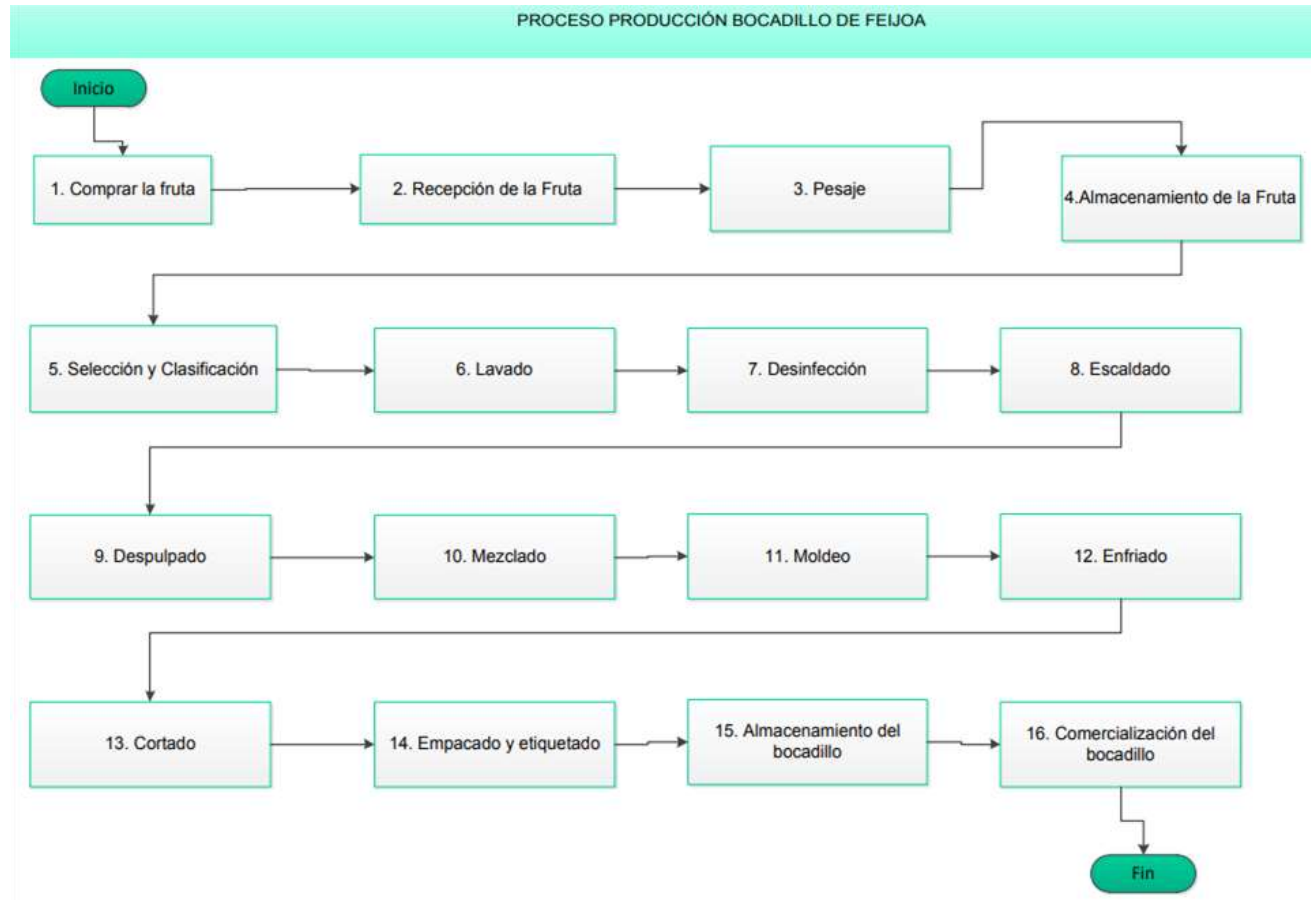 PROCESO PRODUCCIÓN BOCADILLO DE FEIJOA
Inicio
1. Comprar la fruta
2. Recepción de la Fruta
3. Pesaje
4.Almacenamiento de la Fruta
5. Selección y Clasificación
6. Lavado
7. Desinfección
8. Escaldado
9. Despulpado
10. Mezclado
11. Moldeo
12. Enfriado
13. Cortado
14. Empacado y etiquetado
15. Almacenamiento del
bocadillo
16. Comercialización del
bocadillo
Fin